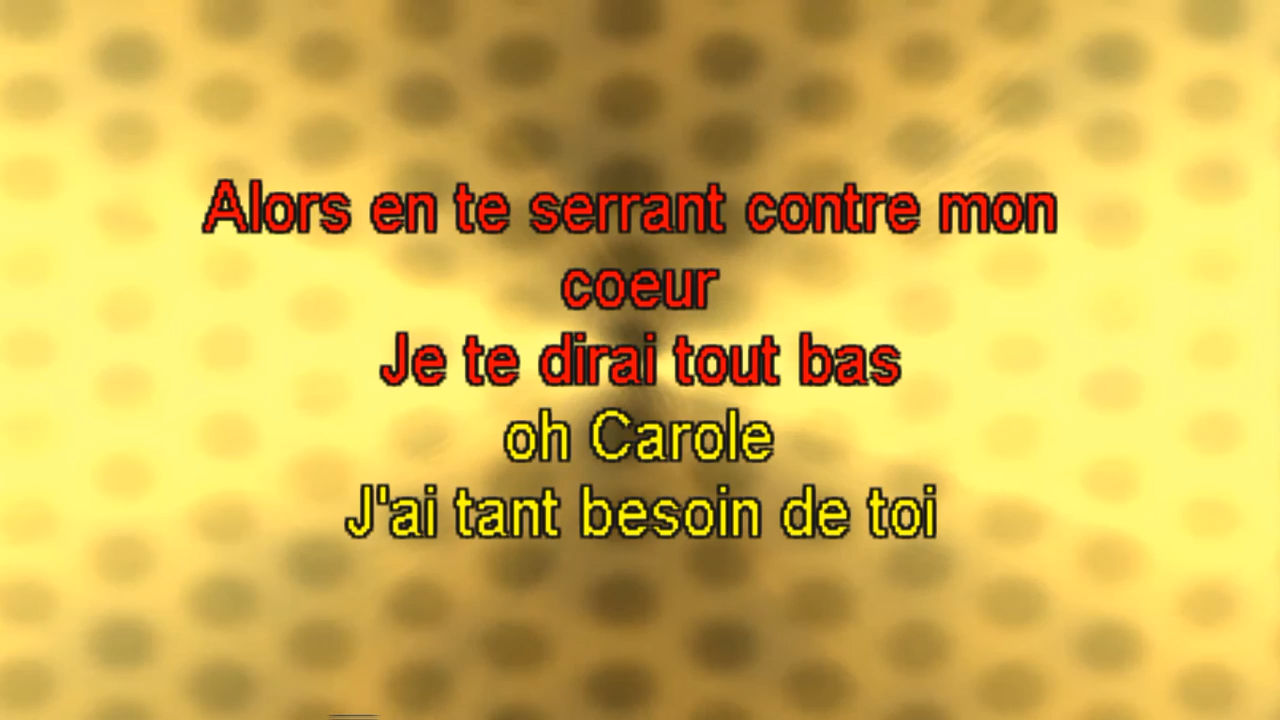 Alors en te serrant contre mon
coeur
Je te dirai tout bas
oh Carole
J'ai tant besoin de toi